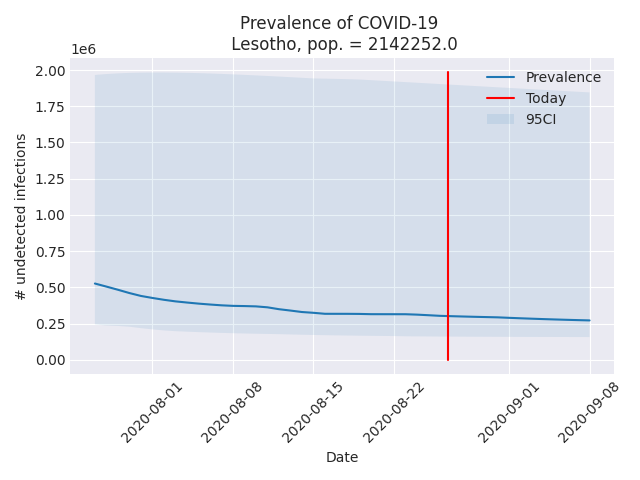 Prevalence of COVID-19
Lesotho, pop. = 2142252.0
1e6
2.00
1.75
1.50
1.25
1.00
0.75
0.50
0.25
0.00
# undetected infections
Prevalence
Today
95CI
2020-08-01
2020-08-08
2020-08-15
2020-08-22
2020-09-01
2020-09-08
Date